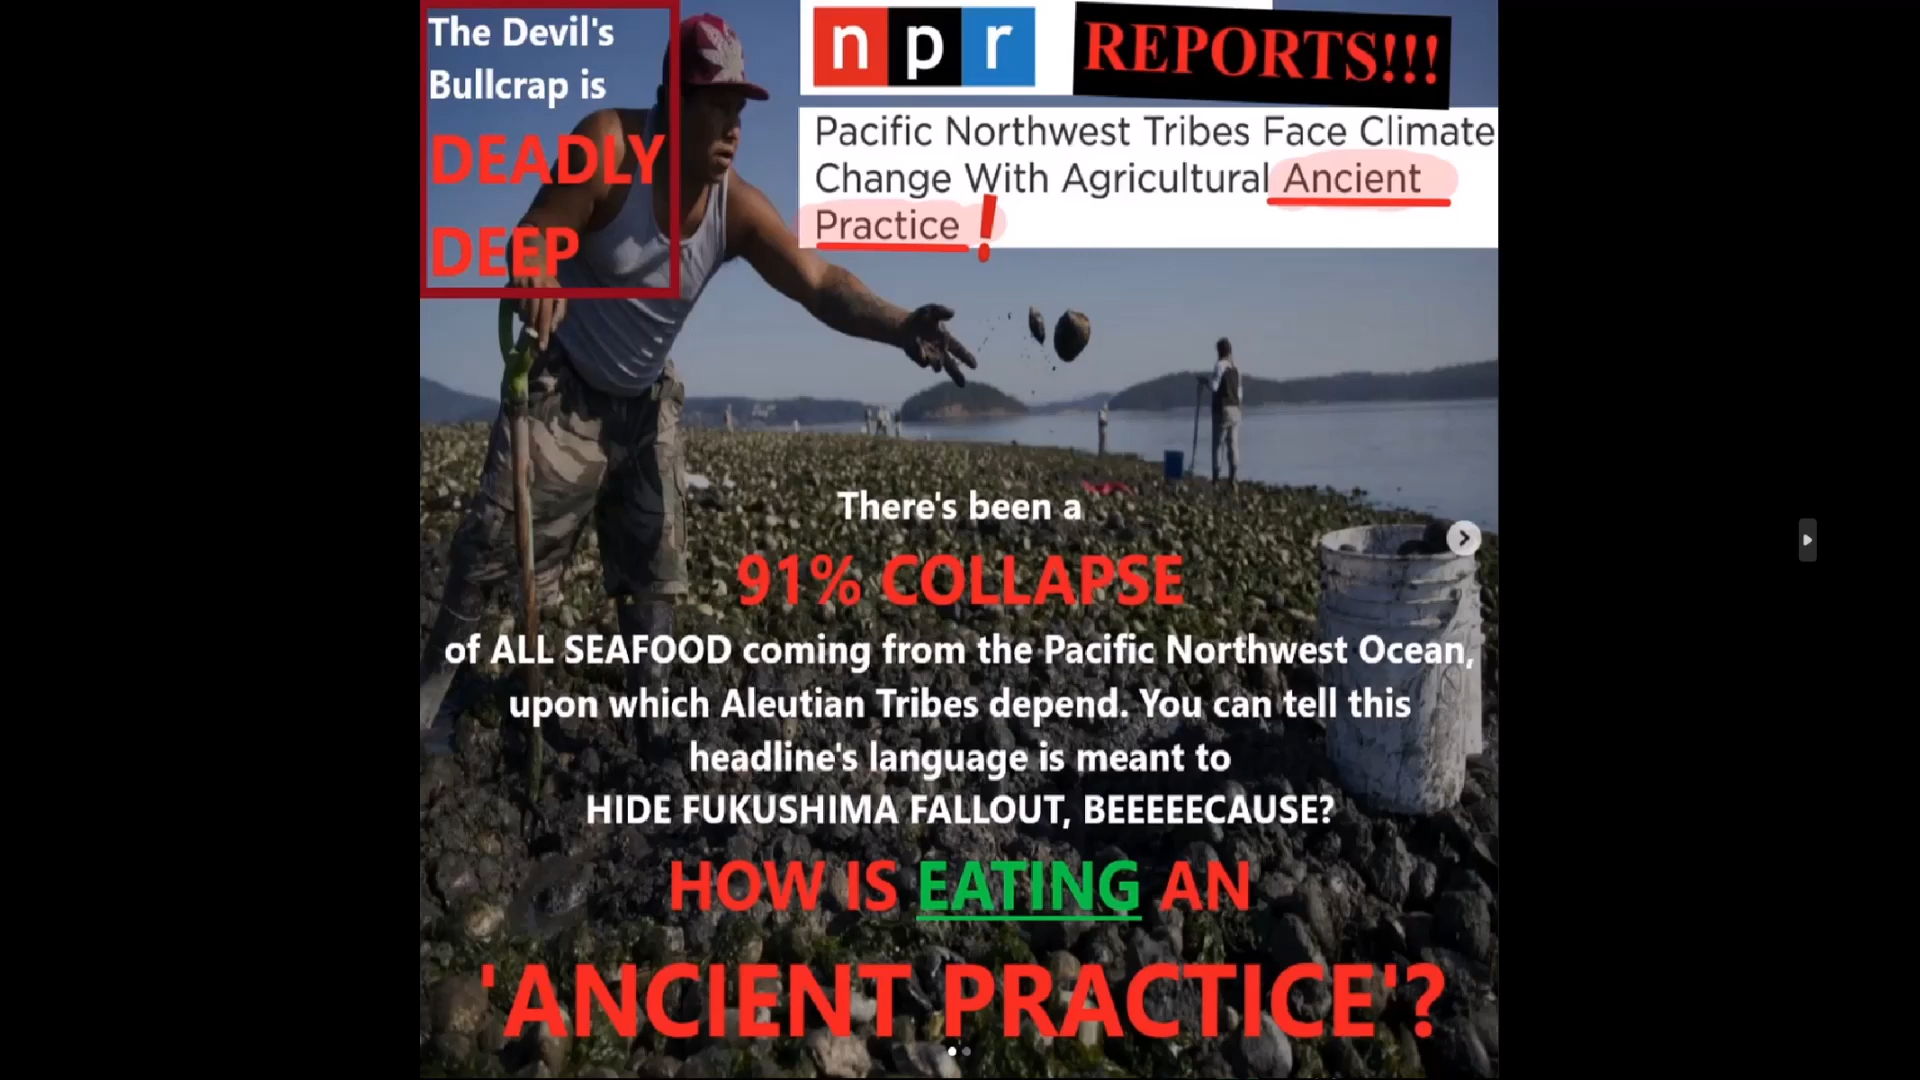 The Devil's
Bullcrap is
DEADLY
DEEP
npr
REPORTS!!!
Pacific Northwest Tribes Face Climate
Change With Agricultural Ancient
Practice!
There's been a
91% COLLAPSE
of ALL SEAFOOD coming from the Pacific Northwest Ocean,
upon which Aleutian Tribes depend. You can tell this
headline's language is meant to
HIDE FUKUSHIMA FALLOUT, BEEEEECAUSE?
HOW IS EATING AN
'ANCIENT PRACTICE'?